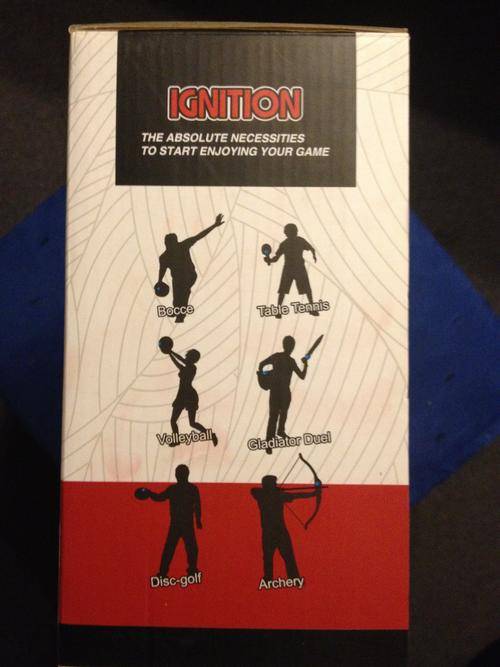 IGNITION
THE ABSOLUTE NECESSITIES
TO START ENJOYING YOUR GAME
Bocce
Table Tennis
Volleyball
Gladiator Duel
Disc-golf
Archery